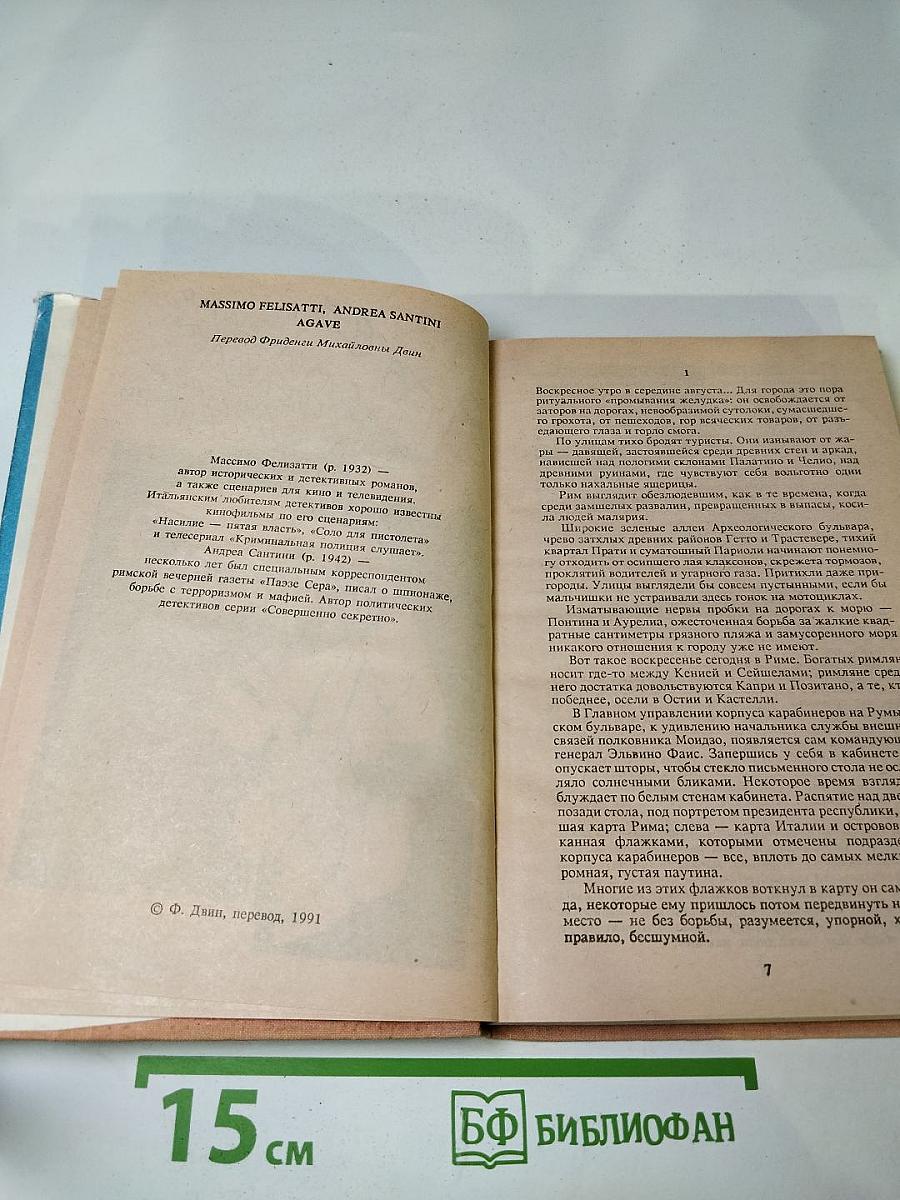 MASSIMO FELISATTI, ANDREA SANTINI
AGAVE
Перевод Фриденги Михайловны Двин
Массимо Фелизатти (р. 1932) —
автор исторических и детективных романов,
а также сценариев для кино и телевидения.
Итальянским любителям детективов хорошо известны
кинофильмы по его сценариям:
«Насилие — пятая власть», «Соло для пистолета»
и телесериал «Криминальная полиция слушает».
Андреа Сантини (р. 1942) —
несколько лет был специальным корреспондентом
римской вечерней газеты «Паэзе Сера», писал о шпионаже,
борьбе с терроризмом и мафией. Автор политических
детективов серии «Совершенно секретно».
© Ф. Двин, перевод, 1991
1
Воскресное утро в середине августа... Для города это пора
ритуального «промывания желудка»: он освобождается от
заторов на дорогах, невообразимой сутолоки, сумасшедше-
го грохота, от пешеходов, гор всяческих товаров, от разъ-
едающего глаза и горло смога.
По улицам тихо бродят туристы. Они изнывают от жа-
ры — давящей, застоявшейся среди древних стен и аркад,
нависшей над пологими склонами Палатино и Челио, над
древними руинами, где чувствуют себя вольготно одни
только нахальные ящерицы.
Рим выглядит обезлюдевшим, как в те времена, когда
среди замшелых развалин, превращенных в выпасы, коси-
ла людей малярия.
Широкие зеленые аллеи Археологического бульвара,
чрево затхлых древних районов Гетто и Трастевере, тихий
квартал Прати и суматошный Париоли начинают понемно-
гу отходить от осипшего лая клаксонов, скрежета тормозов,
проклятий водителей и угарного газа. Притихли даже при-
городы. Улицы выглядели бы совсем пустынными, если бы
мальчишки не устраивали здесь гонок на мотоциклах.
Изматывающие нервы пробки на дорогах к морю —
Понтина и Аурелиа, ожесточенная борьба за жалкие квад-
ратные сантиметры грязного пляжа и замусоренного моря
никакого отношения к городу уже не имеют.
Вот такое воскресенье сегодня в Риме. Богатых римлян
носит где-то между Кенией и Сейшелами; римляне сред
него достатка довольствуются Капри и Позитано, а те, кт
победнее, осели в Остии и Кастелли.
В Главном управлении корпуса карабинеров на Румы
ском бульваре, к удивлению начальника службы внешн
связей полковника Моидзо, появляется сам командующ
генерал Эльвино Фаис. Запершись у себя в кабинете
опускает шторы, чтобы стекло письменного стола не осл
ляло солнечными бликами. Некоторое время взгляд
блуждает по белым стенам кабинета. Распятие над две
позади стола, под портретом президента республики,
шая карта Рима; слева — карта Италии и островов
канная флажками, которыми отмечены подразде
корпуса карабинеров — все, вплоть до самых мелк
ромная, густая паутина.
Многие из этих флажков воткнул в карту он сам
да, некоторые ему пришлось потом передвинуть н
место — не без борьбы, разумеется, упорной, х
правило, бесшумной.
7
15 см
БФ БИБЛИОФАН